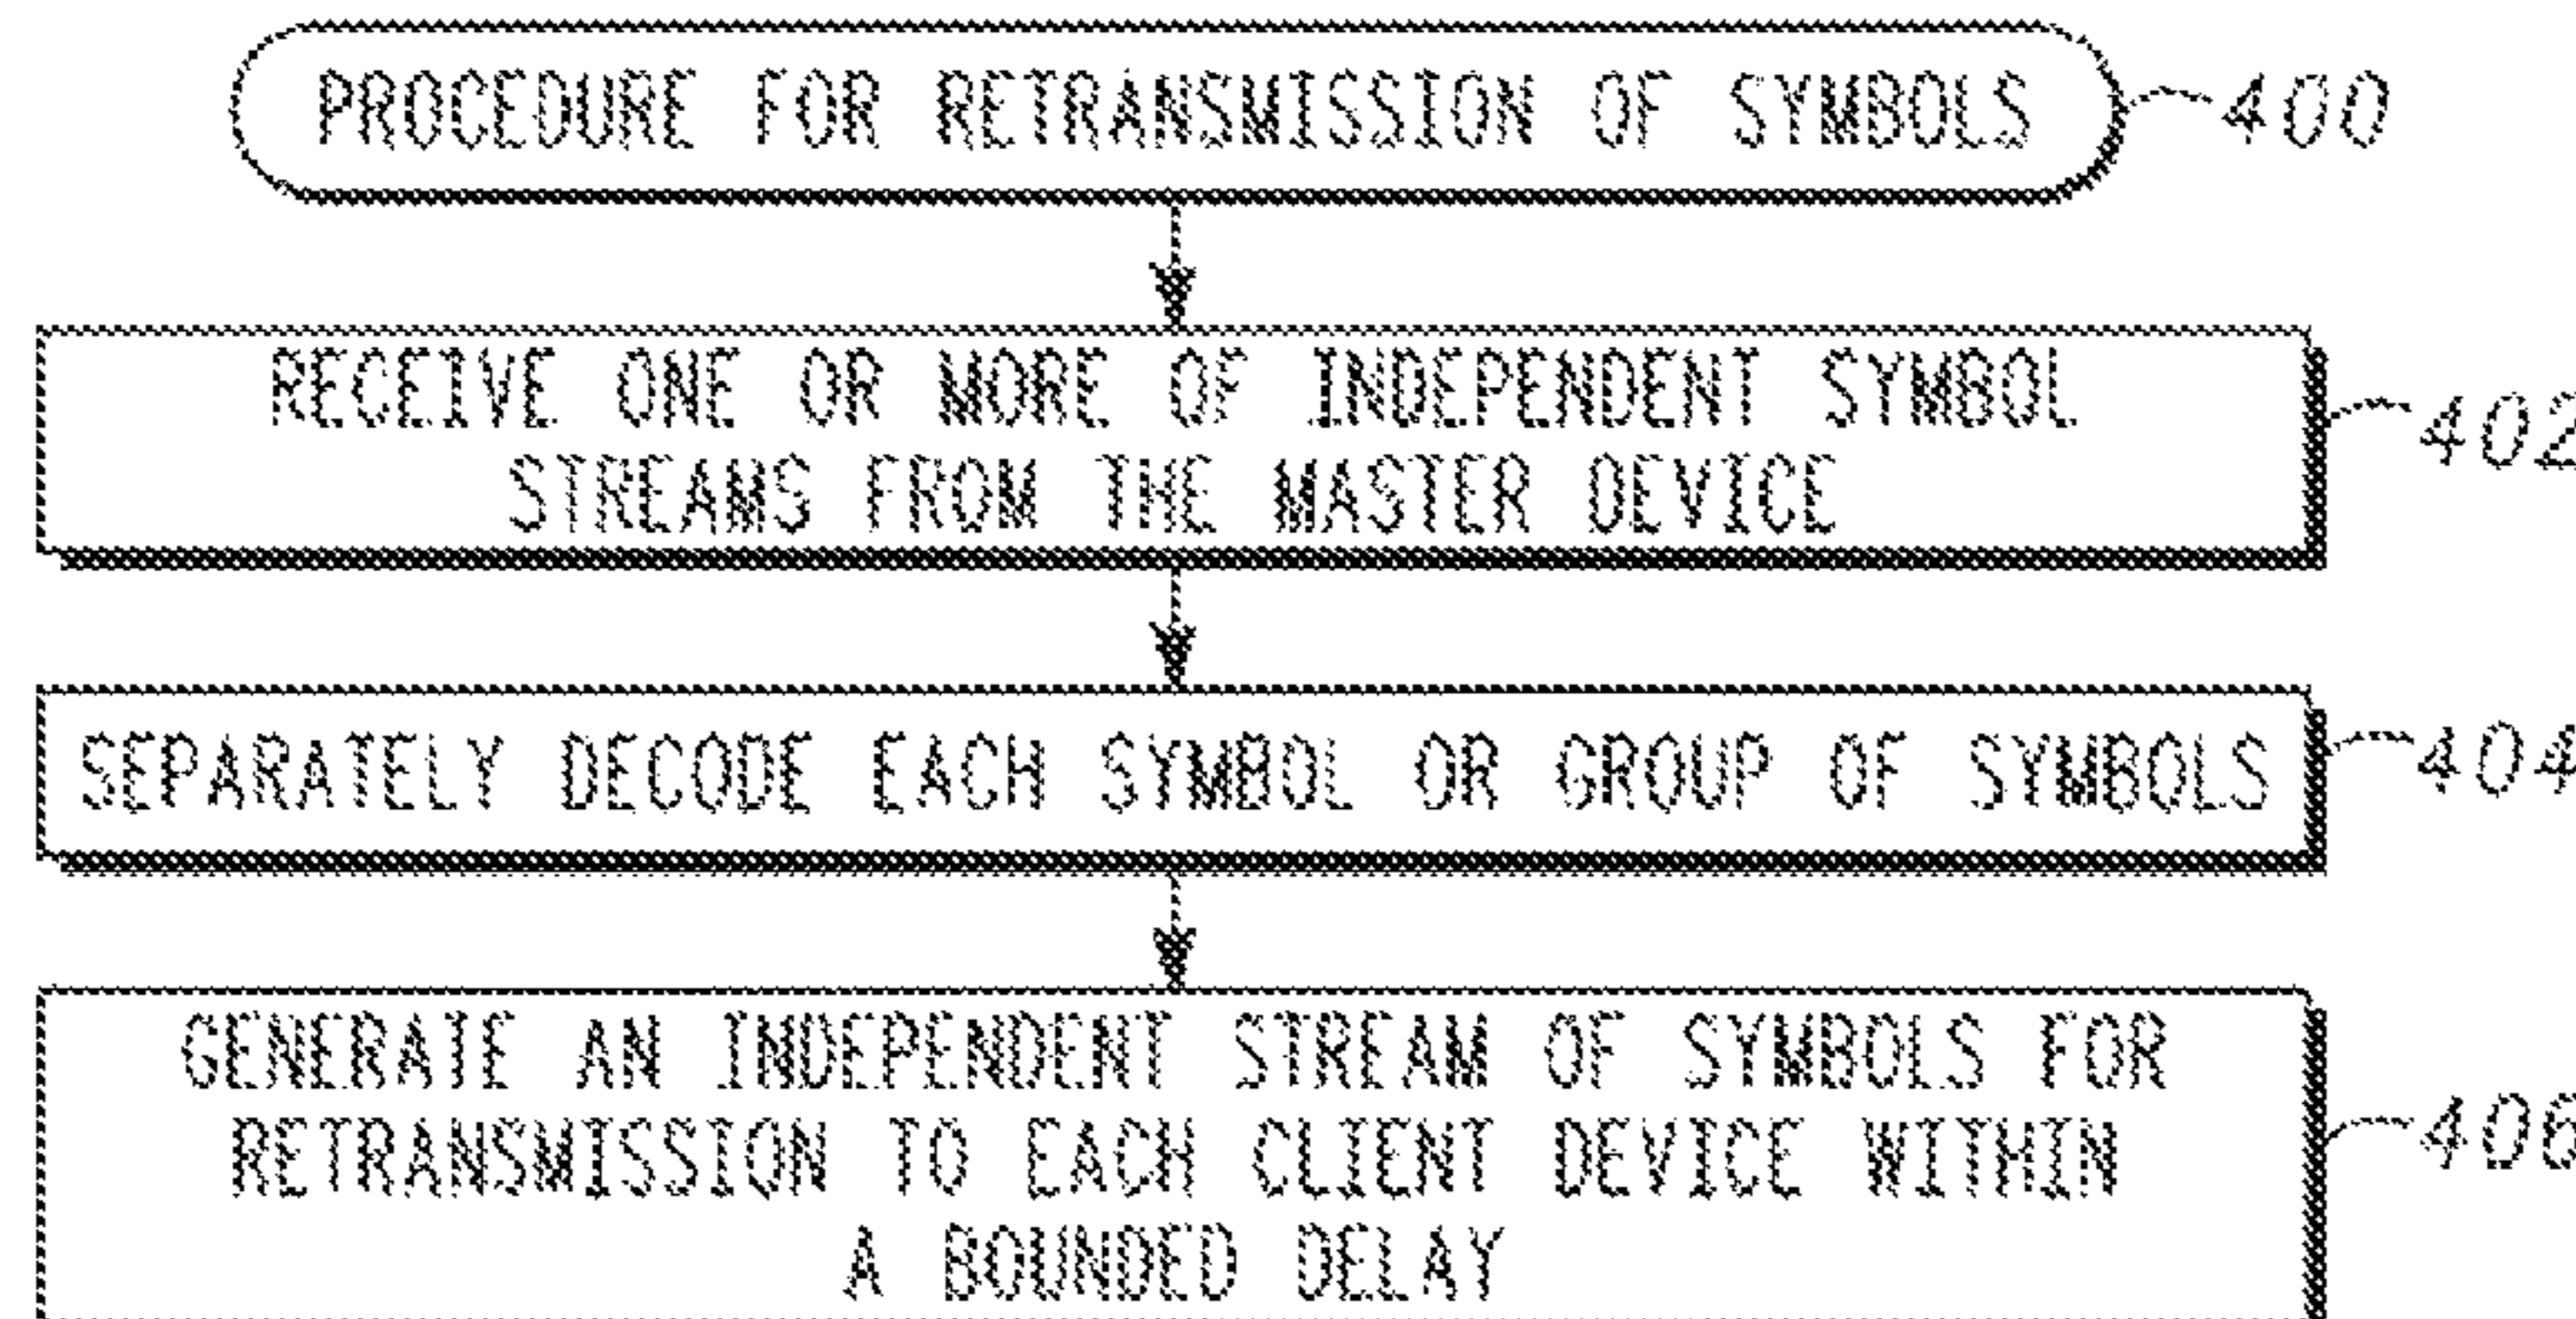 PROCEDURE FOR RETRANSMISSION OF SYMBOLS 400
RECEIVE ONE OR MORE OF INDEPENDENT SYMBOL
STREAMS FROM THE MASTER DEVICE
402
SEPARATELY DECODE EACH SYMBOL OR GROUP OF SYMBOLS 404
GENERATE AN INDEPENDENT STREAM OF SYMBOLS FOR
RETRANSMISSION TO EACH CLIENT DEVICE WITHIN
A BOUNDED DELAY
406